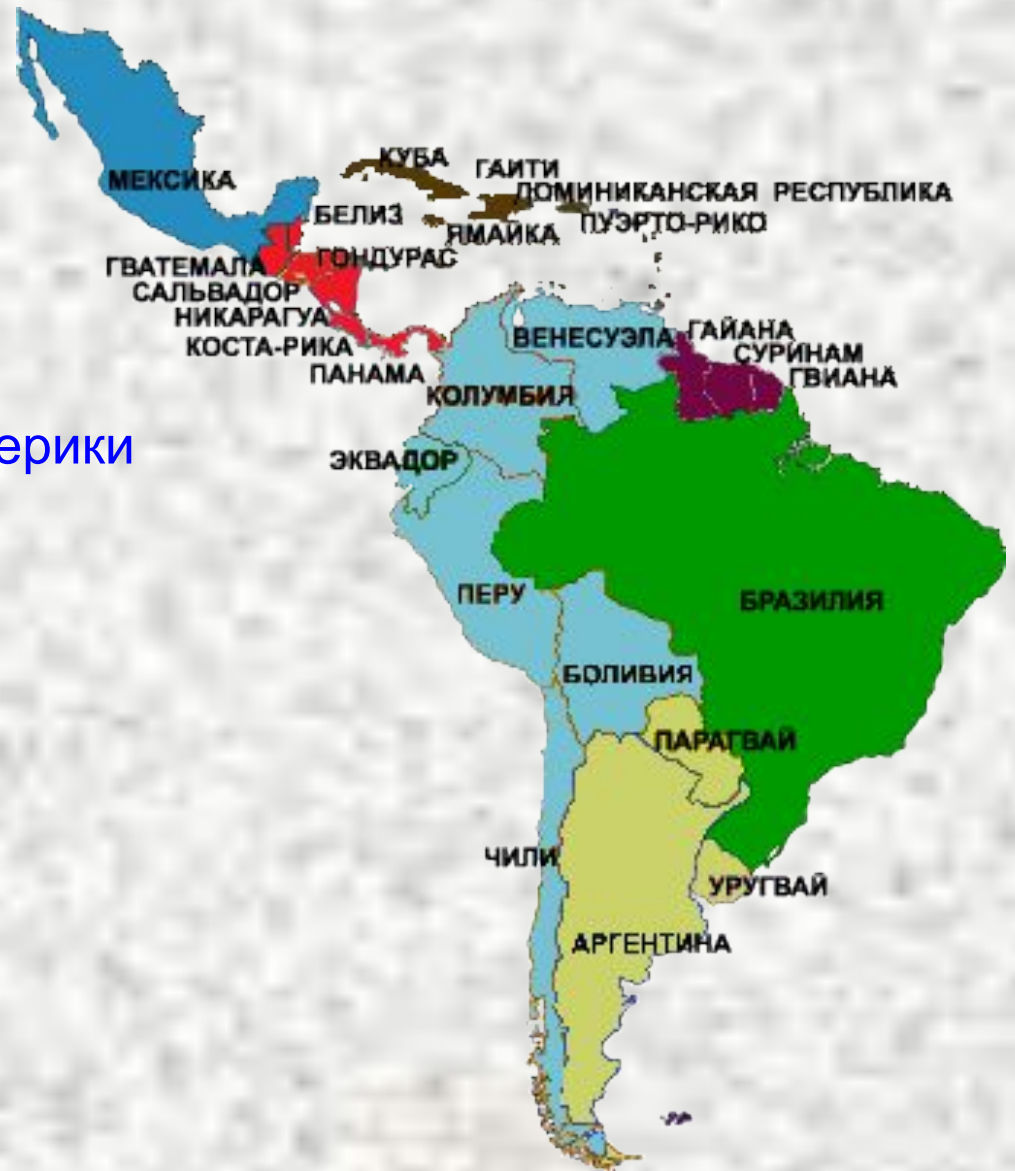 КУБА
ГАИТИ
МЕКСИКА
ДОМИНИКАНСКАЯ РЕСПУБЛИКА
БЕЛИЗ
ЯМАЙКА
ПУЭРТО-РИКО
ГОНДУРАС
ГВАТЕМАЛА
САЛЬВАДОР
НИКАРАГУА
КОСТА-РИКА
ПАНАМА
ВЕНЕСУЭЛА
ГАЙАНА
СУРИНАМ
ГВИАНА
КОЛУМБИЯ
ерики
ЭКВАДОР
ПЕРУ
БРАЗИЛИЯ
БОЛИВИЯ
ПАРАГВАЙ
ЧИЛИ
УРУГВАЙ
АРГЕНТИНА